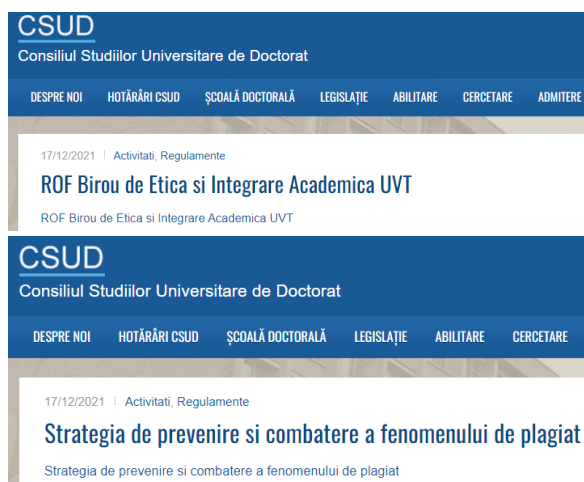 CSUD
Consiliul Studiilor Universitare de Doctorat
DESPRE NOI HOTĂRÂRI CSUD ȘCOALĂ DOCTORALĂ LEGISLAȚIE ABILITARE CERCETARE ADMITERE
17/12/2021 Activitati, Regulamente
ROF Birou de Etica si Integrare Academica UVT
ROF Birou de Etica si Integrare Academica UVT
CSUD
Consiliul Studiilor Universitare de Doctorat
DESPRE NOI HOTĂRÂRI CSUD ȘCOALĂ DOCTORALĂ LEGISLAȚIE ABILITARE CERCETARE
17/12/2021 Activitati, Regulamente
Strategia de prevenire si combatere a fenomenului de plagiat
Strategia de prevenire si combatere a fenomenului de plagiat